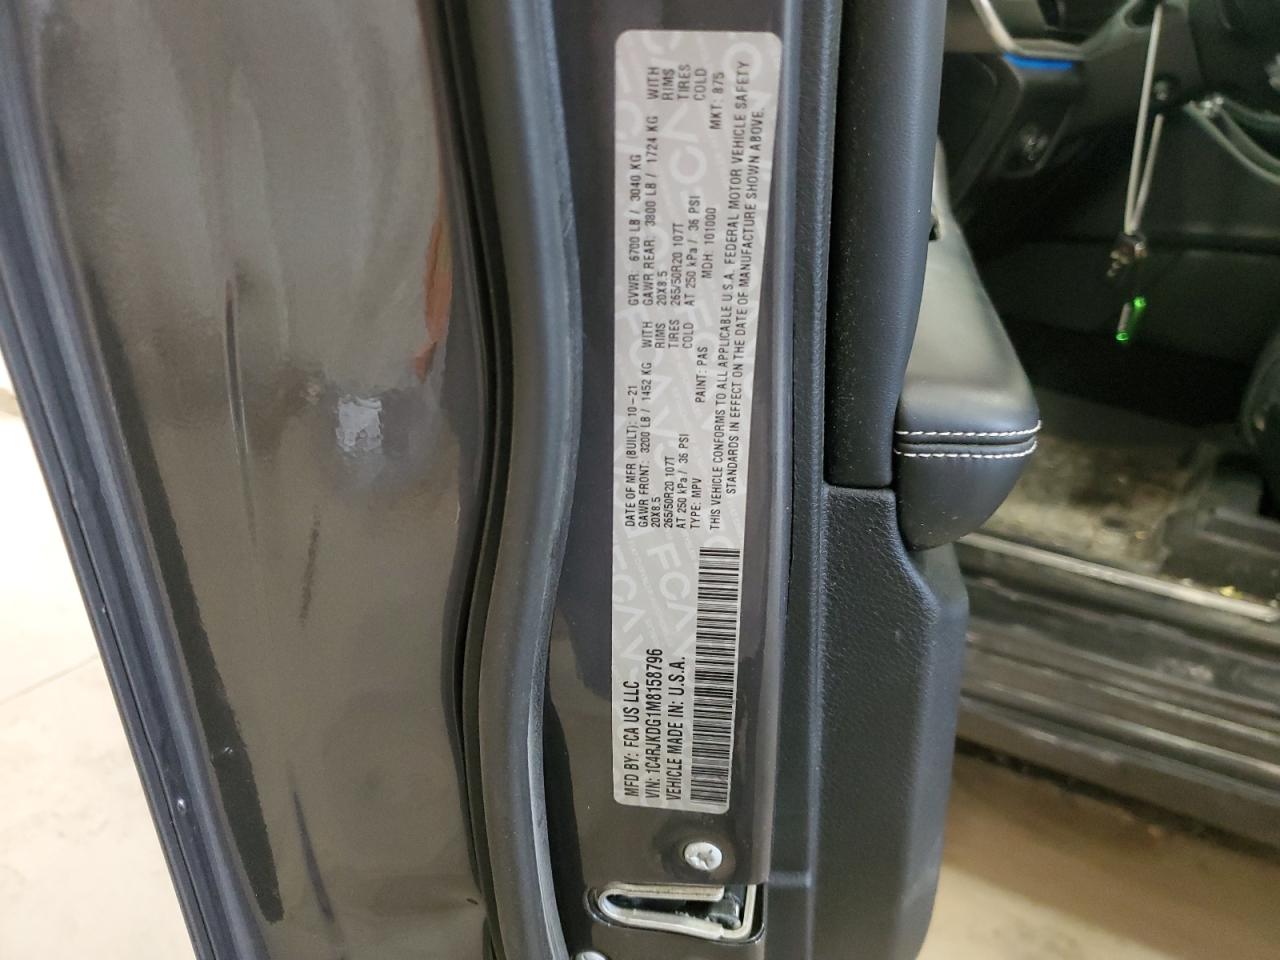 MFD BY: FCA US LLC
VIN: 1C4RJKDG1M8158796
VEHICLE MADE IN: U.S.A.
DATE OF MFR (BUILT): 10-21 GVWR: 6700 LB / 3040 KG
GAWR FRONT: 3200 LB / 1452 KG WITH GAWR REAR: 3800 LB / 1724 KG WITH
20X8.5 RIMS 20X8.5 RIMS
265/50R20 107T TIRES 265/50R20 107T TIRES
AT 250 kPa / 36 PSI COLD AT 250 kPa / 36 PSI COLD
TYPE: MPV PAINT: PAS MDH: 101000 MKT: 875
THIS VEHICLE CONFORMS TO ALL APPLICABLE U.S.A. FEDERAL MOTOR VEHICLE SAFETY
STANDARDS IN EFFECT ON THE DATE OF MANUFACTURE SHOWN ABOVE.